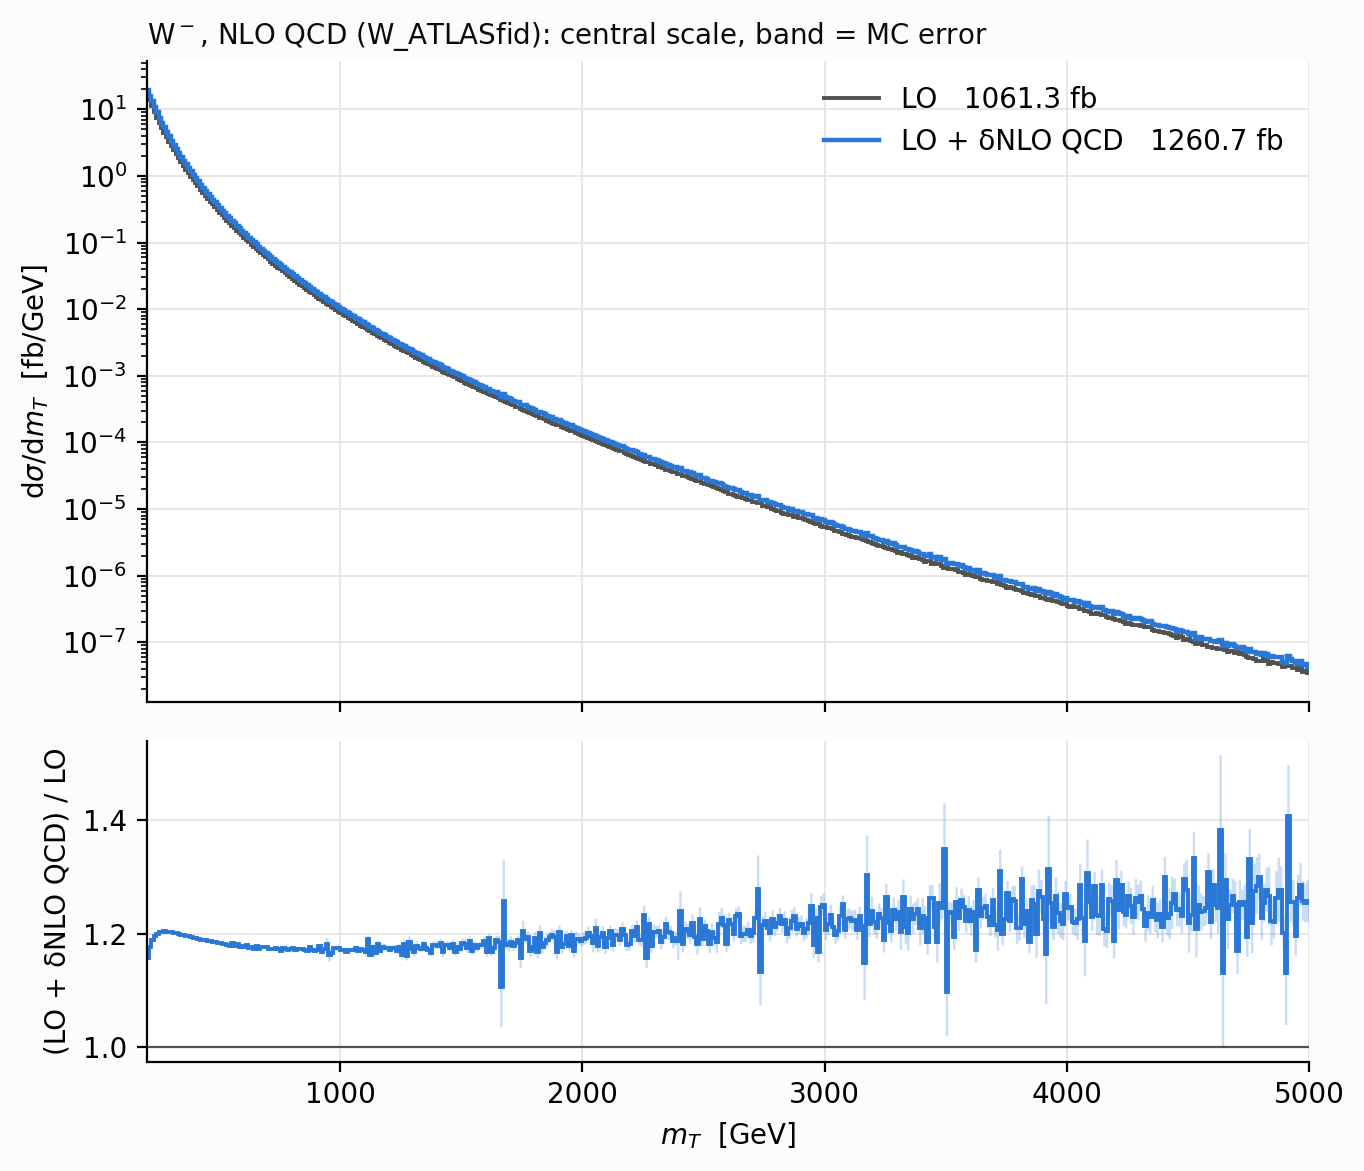 W⁻, NLO QCD (W_ATLASfid): central scale, band = MC error
LO 1061.3 fb
LO + δNLO QCD 1260.7 fb
dσ/dm_T [fb/GeV]
10¹
10⁰
10⁻¹
10⁻²
10⁻³
10⁻⁴
10⁻⁵
10⁻⁶
10⁻⁷
(LO + δNLO QCD) / LO
1.4
1.2
1.0
1000 2000 3000 4000 5000
m_T [GeV]